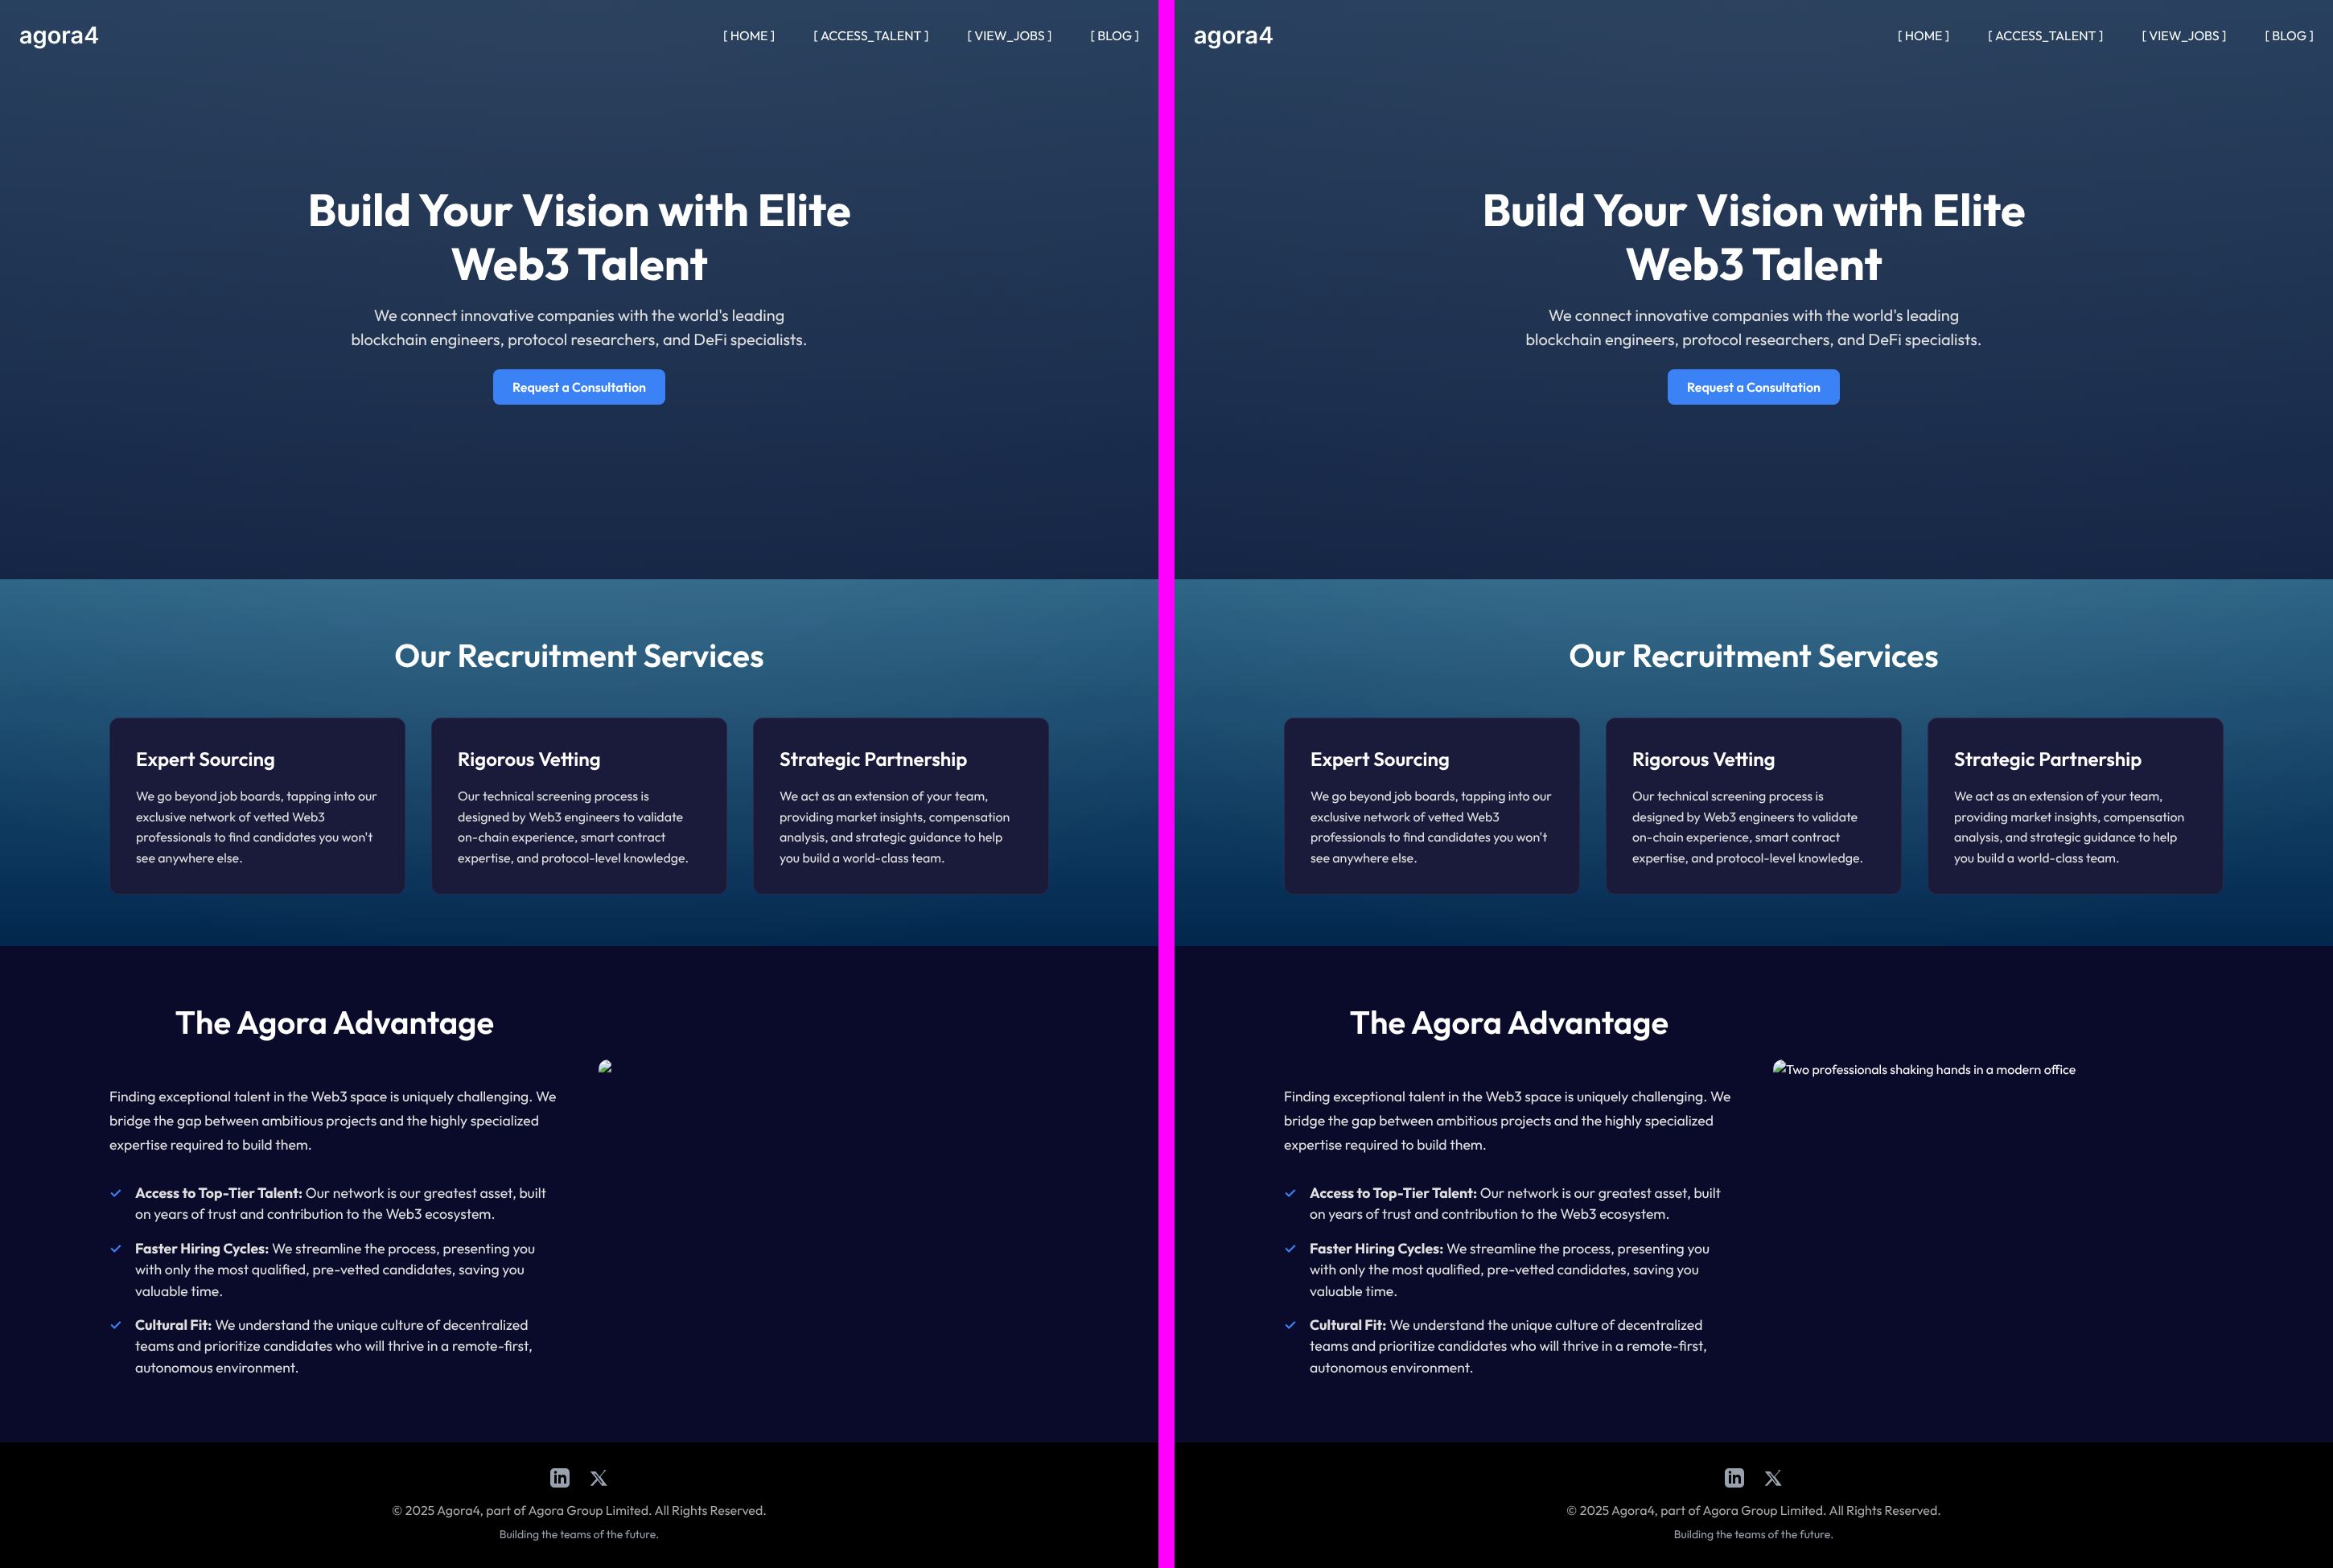 agora4
[ HOME ] [ ACCESS_TALENT ] [ VIEW_JOBS ] [ BLOG ]
Build Your Vision with Elite
Web3 Talent
We connect innovative companies with the world's leading
blockchain engineers, protocol researchers, and DeFi specialists.
Request a Consultation
Our Recruitment Services
Expert Sourcing
We go beyond job boards, tapping into our
exclusive network of vetted Web3
professionals to find candidates you won't
see anywhere else.
Rigorous Vetting
Our technical screening process is
designed by Web3 engineers to validate
on-chain experience, smart contract
expertise, and protocol-level knowledge.
Strategic Partnership
We act as an extension of your team,
providing market insights, compensation
analysis, and strategic guidance to help
you build a world-class team.
The Agora Advantage
Finding exceptional talent in the Web3 space is uniquely challenging. We
bridge the gap between ambitious projects and the highly specialized
expertise required to build them.
Access to Top-Tier Talent: Our network is our greatest asset, built
on years of trust and contribution to the Web3 ecosystem.
Faster Hiring Cycles: We streamline the process, presenting you
with only the most qualified, pre-vetted candidates, saving you
valuable time.
Cultural Fit: We understand the unique culture of decentralized
teams and prioritize candidates who will thrive in a remote-first,
autonomous environment.
© 2025 Agora4, part of Agora Group Limited. All Rights Reserved.
Building the teams of the future.
agora4
[ HOME ] [ ACCESS_TALENT ] [ VIEW_JOBS ] [ BLOG ]
Build Your Vision with Elite
Web3 Talent
We connect innovative companies with the world's leading
blockchain engineers, protocol researchers, and DeFi specialists.
Request a Consultation
Our Recruitment Services
Expert Sourcing
We go beyond job boards, tapping into our
exclusive network of vetted Web3
professionals to find candidates you won't
see anywhere else.
Rigorous Vetting
Our technical screening process is
designed by Web3 engineers to validate
on-chain experience, smart contract
expertise, and protocol-level knowledge.
Strategic Partnership
We act as an extension of your team,
providing market insights, compensation
analysis, and strategic guidance to help
you build a world-class team.
The Agora Advantage
Two professionals shaking hands in a modern office
Finding exceptional talent in the Web3 space is uniquely challenging. We
bridge the gap between ambitious projects and the highly specialized
expertise required to build them.
Access to Top-Tier Talent: Our network is our greatest asset, built
on years of trust and contribution to the Web3 ecosystem.
Faster Hiring Cycles: We streamline the process, presenting you
with only the most qualified, pre-vetted candidates, saving you
valuable time.
Cultural Fit: We understand the unique culture of decentralized
teams and prioritize candidates who will thrive in a remote-first,
autonomous environment.
© 2025 Agora4, part of Agora Group Limited. All Rights Reserved.
Building the teams of the future.